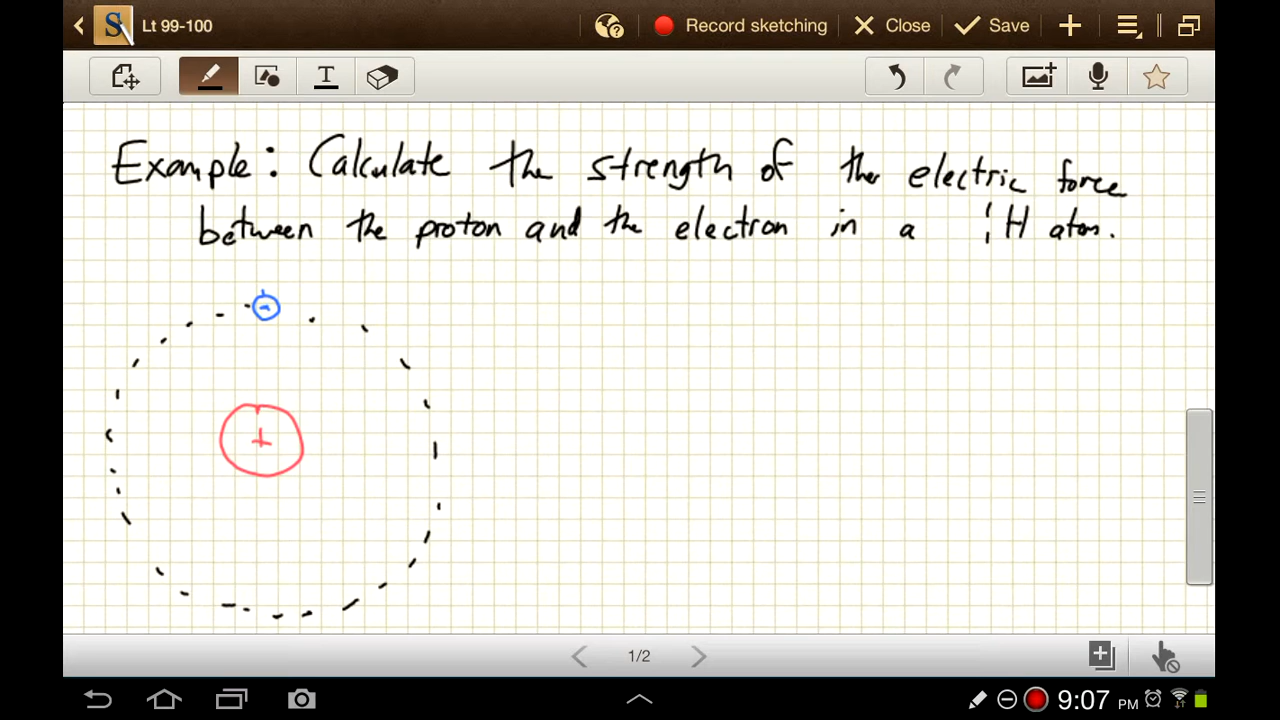 Lt 99-100
Record sketching
Close
Save
T
Example: Calculate the strength of the electric force
between the proton and the electron in a ¦H atom.
-
+
1/2
9:07 PM